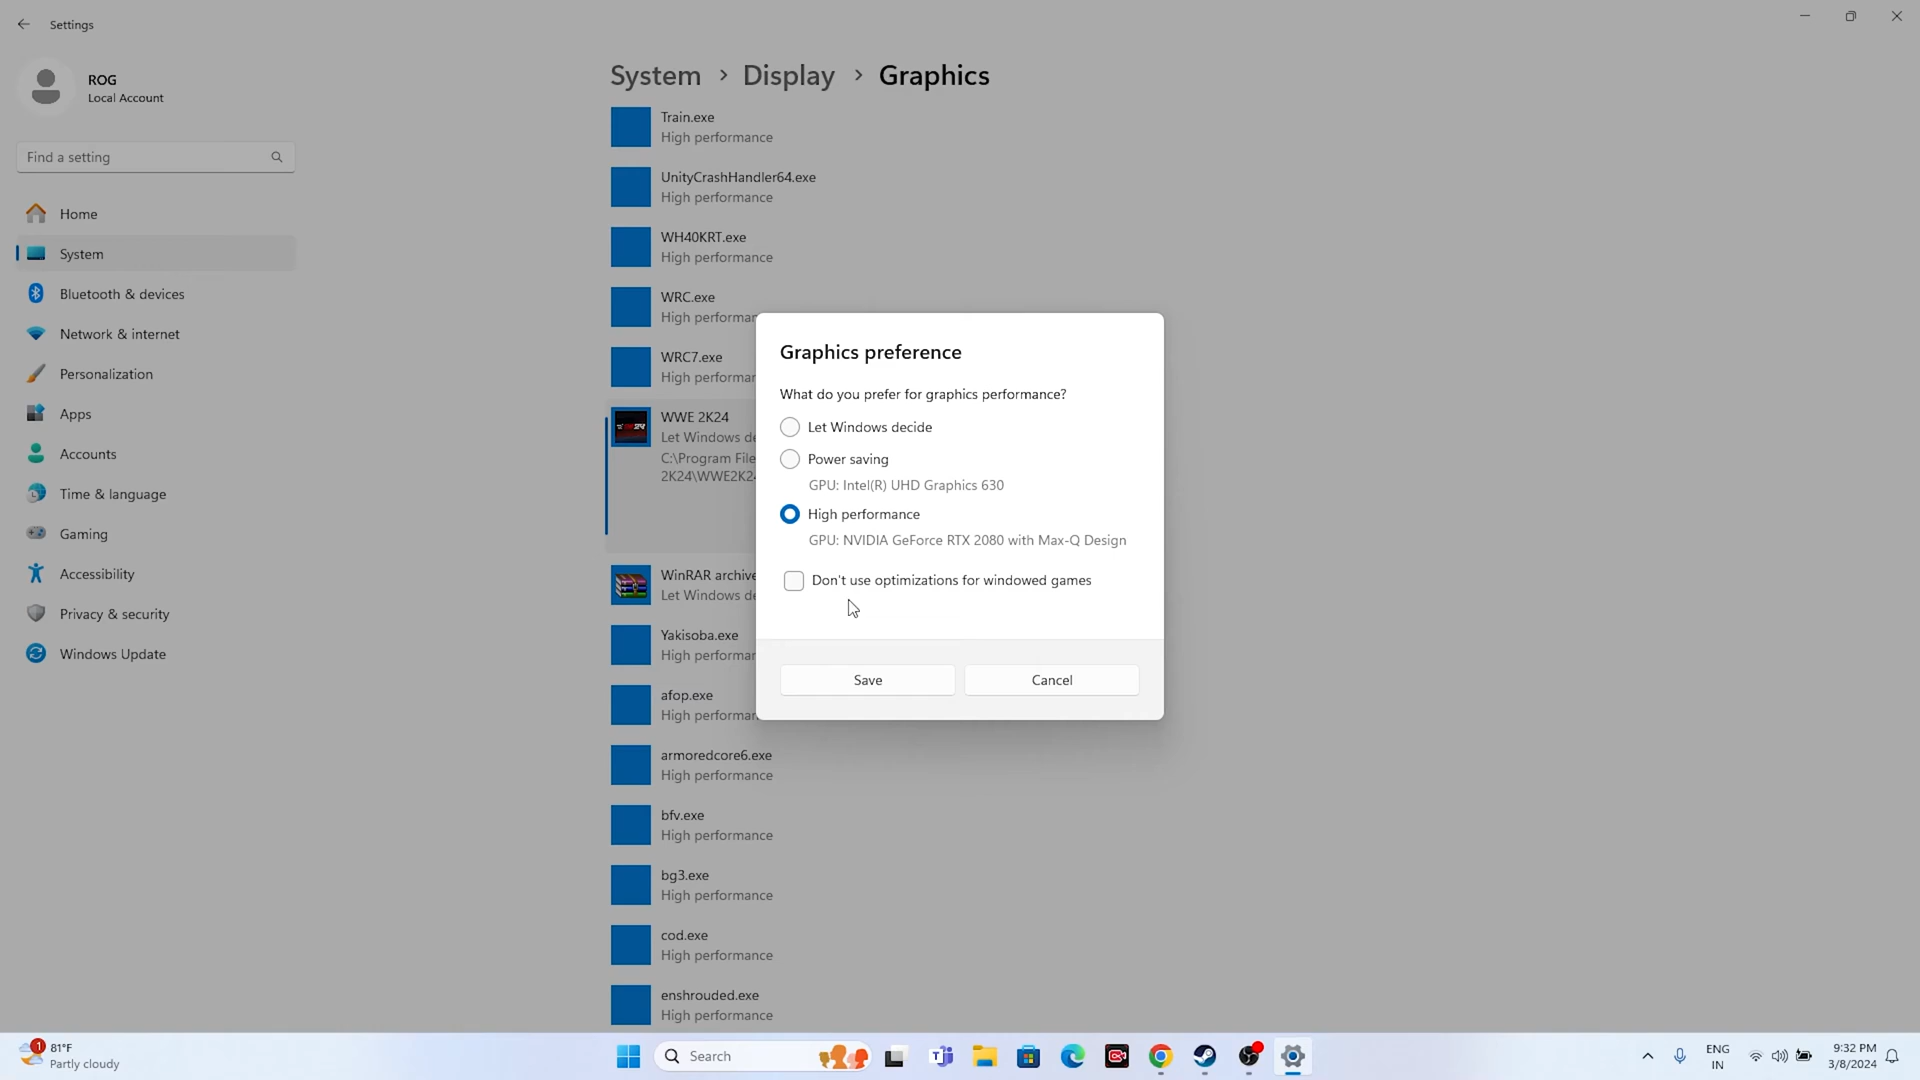 Settings
ROG
Local Account
Find a setting
Home
System
Bluetooth & devices
Network & internet
Personalization
Apps
Accounts
Time & language
Gaming
Accessibility
Privacy & security
Windows Update
System > Display > Graphics
Train.exe
High performance
UnityCrashHandler64.exe
High performance
WH40KRT.exe
High performance
WRC.exe
High performan
WRC7.exe
High performan
WWE 2K24
Let Windows de
C:\Program File
2K24\WWE2K24
WinRAR archive
Let Windows de
Yakisoba.exe
High performan
afop.exe
High performan
armoredcore6.exe
High performance
bfv.exe
High performance
bg3.exe
High performance
cod.exe
High performance
enshrouded.exe
High performance
Graphics preference
What do you prefer for graphics performance?
Let Windows decide
Power saving
GPU: Intel(R) UHD Graphics 630
High performance
GPU: NVIDIA GeForce RTX 2080 with Max-Q Design
Don't use optimizations for windowed games
Save Cancel
1
81°F
Partly cloudy
Search
ENG
IN
9:32 PM
3/8/2024